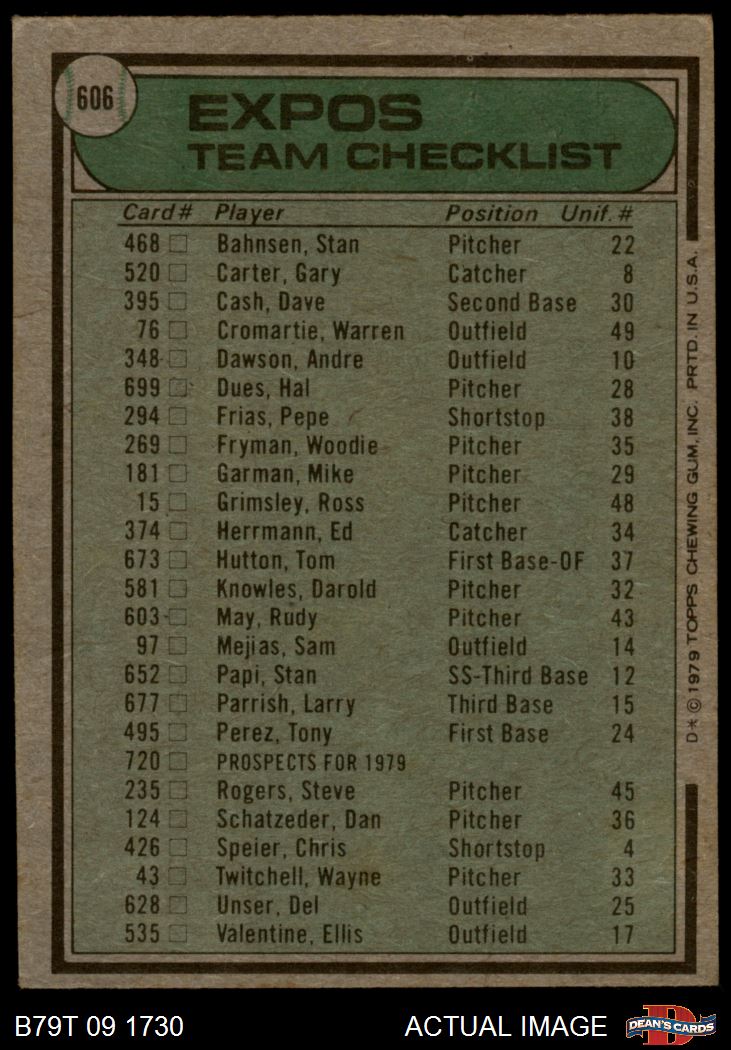 606
EXPOS
TEAM CHECKLIST
Card# Player Position Unif. #
468 Bahnsen, Stan Pitcher 22
520 Carter, Gary Catcher 8
395 Cash, Dave Second Base 30
76 Cromartie, Warren Outfield 49
348 Dawson, Andre Outfield 10
699 Dues, Hal Pitcher 28
294 Frias, Pepe Shortstop 38
269 Fryman, Woodie Pitcher 35
181 Garman, Mike Pitcher 29
15 Grimsley, Ross Pitcher 48
374 Herrmann, Ed Catcher 34
673 Hutton, Tom First Base-OF 37
581 Knowles, Darold Pitcher 32
603 May, Rudy Pitcher 43
97 Mejias, Sam Outfield 14
652 Papi, Stan SS-Third Base 12
677 Parrish, Larry Third Base 15
495 Perez, Tony First Base 24
720 PROSPECTS FOR 1979
235 Rogers, Steve Pitcher 45
124 Schatzeder, Dan Pitcher 36
426 Speier, Chris Shortstop 4
43 Twitchell, Wayne Pitcher 33
628 Unser, Del Outfield 25
535 Valentine, Ellis Outfield 17
D* © 1979 TOPPS CHEWING GUM, INC. PRTD. IN U.S.A.
B79T 09 1730 ACTUAL IMAGE
D
DEAN'S CARDS